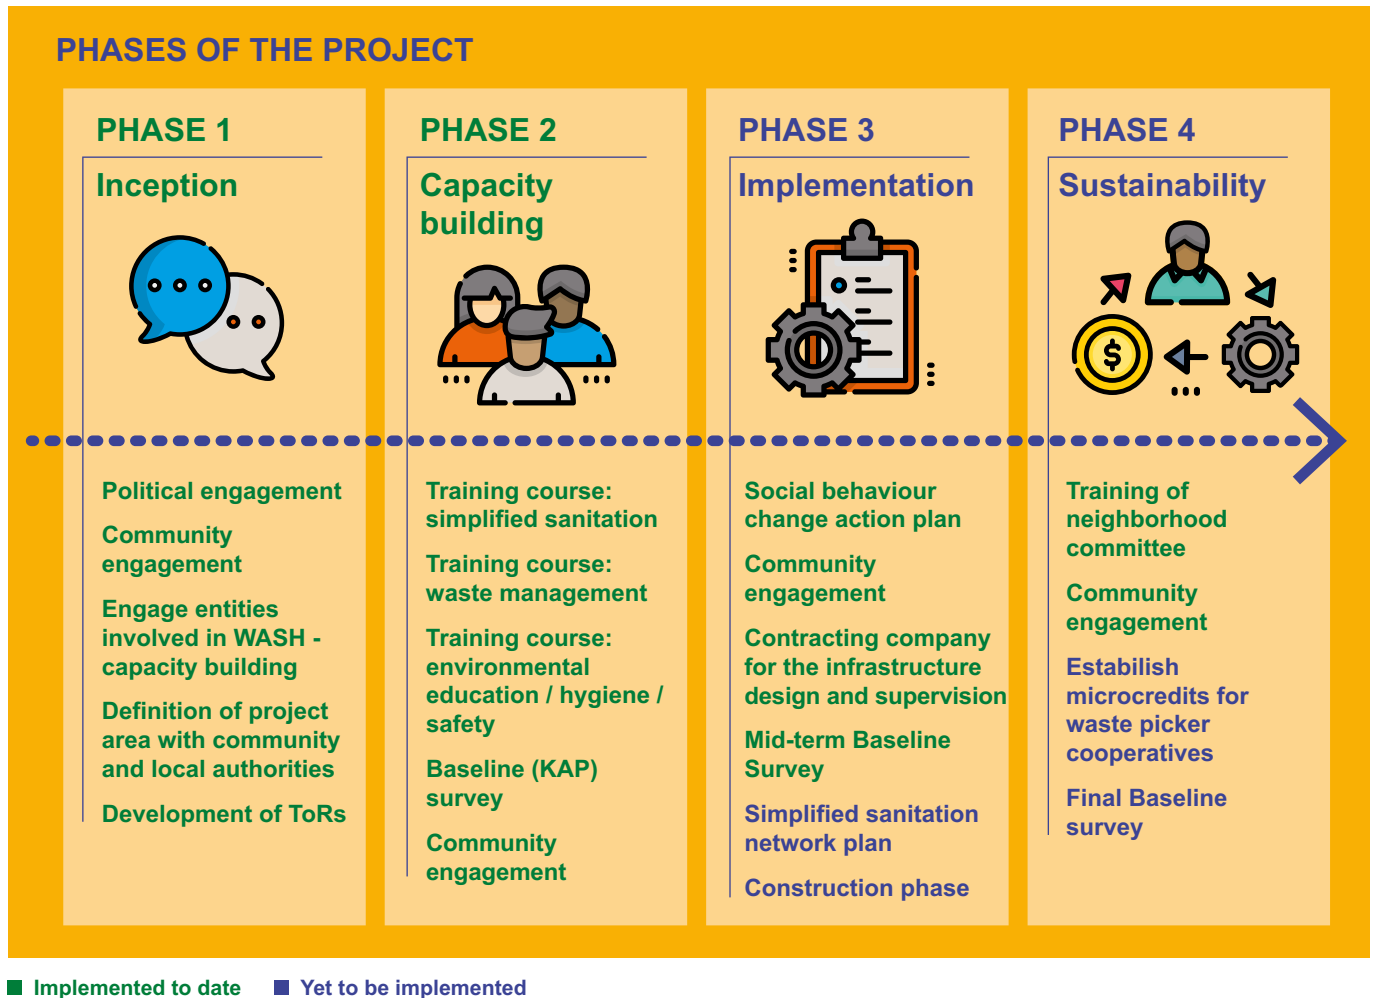 PHASES OF THE PROJECT
PHASE 1
Inception
Political engagement
Community
engagement
Engage entities
involved in WASH -
capacity building
Definition of project
area with community
and local authorities
Development of ToRs
PHASE 2
Capacity
building
Training course:
simplified sanitation
Training course:
waste management
Training course:
environmental
education / hygiene /
safety
Baseline (KAP)
survey
Community
engagement
PHASE 3
Implementation
Social behaviour
change action plan
Community
engagement
Contracting company
for the infrastructure
design and supervision
Mid-term Baseline
Survey
Simplified sanitation
network plan
Construction phase
PHASE 4
Sustainability
$
Training of
neighborhood
committee
Community
engagement
Estabilish
microcredits for
waste picker
cooperatives
Final Baseline
survey
Implemented to date
Yet to be implemented